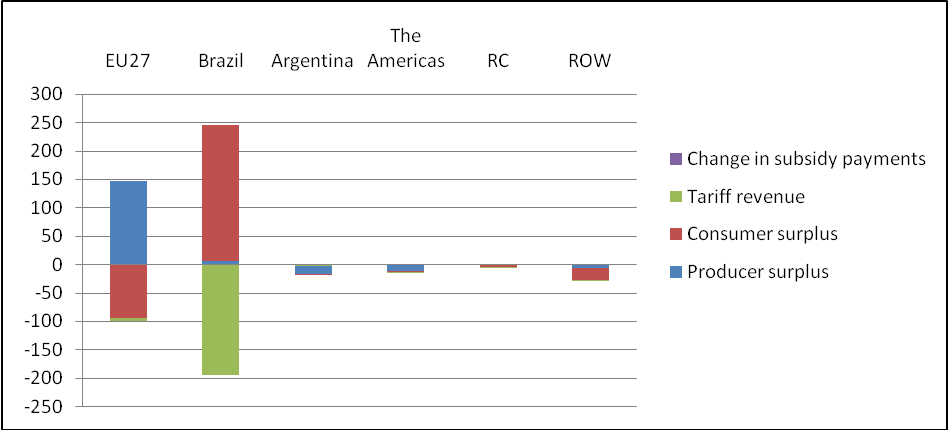 The
EU27 Brazil Argentina Americas RC ROW
300
250
200
150
100
50
0
-50
-100
-150
-200
-250
Change in subsidy payments
Tariff revenue
Consumer surplus
Producer surplus